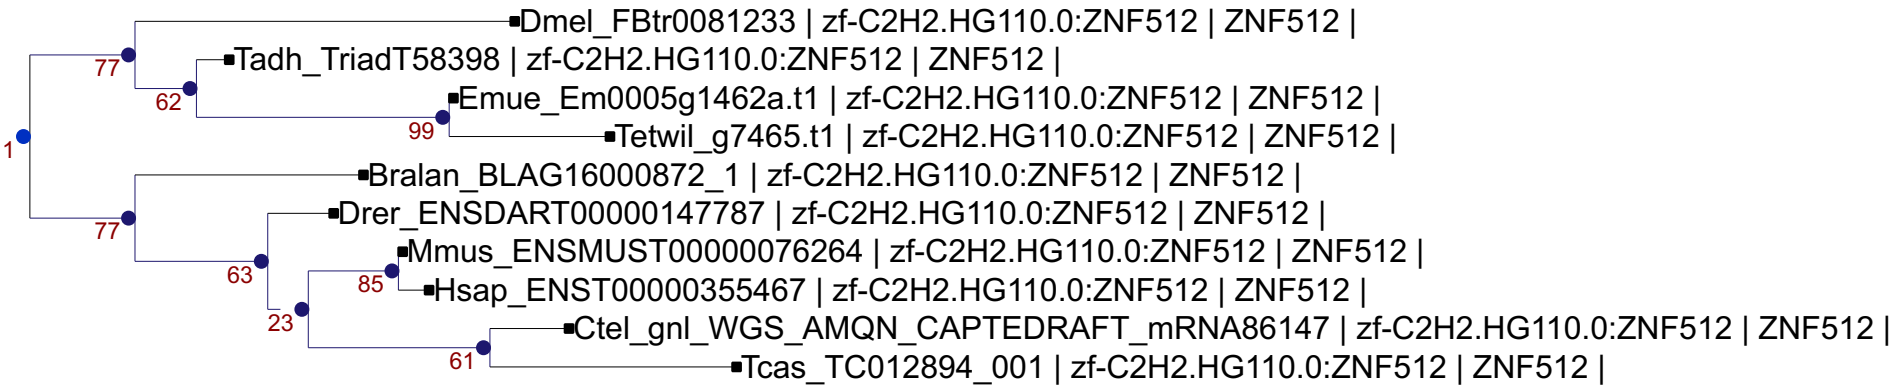 Dmel_FBtr0081233 | zf-C2H2.HG110.0:ZNF512 | ZNF512 |
77
Tadh_TriadT58398 | zf-C2H2.HG110.0:ZNF512 | ZNF512 |
62
Emue_Em0005g1462a.t1 | zf-C2H2.HG110.0:ZNF512 | ZNF512 |
99
Tetwil_g7465.t1 | zf-C2H2.HG110.0:ZNF512 | ZNF512 |
1
Bralan_BLAG16000872_1 | zf-C2H2.HG110.0:ZNF512 | ZNF512 |
77
Drer_ENSDART00000147787 | zf-C2H2.HG110.0:ZNF512 | ZNF512 |
Mmus_ENSMUST00000076264 | zf-C2H2.HG110.0:ZNF512 | ZNF512 |
63
85
Hsap_ENST00000355467 | zf-C2H2.HG110.0:ZNF512 | ZNF512 |
23
Ctel_gnl_WGS_AMQN_CAPTEDRAFT_mRNA86147 | zf-C2H2.HG110.0:ZNF512 | ZNF512 |
61
Tcas_TC012894_001 | zf-C2H2.HG110.0:ZNF512 | ZNF512 |